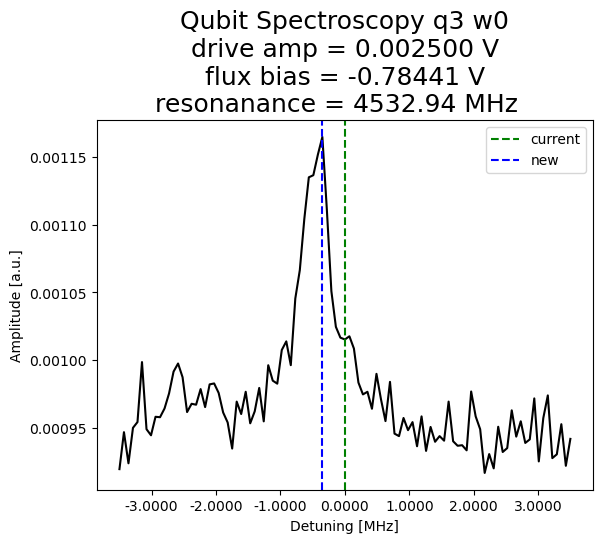 Qubit Spectroscopy q3 w0
drive amp = 0.002500 V
flux bias = -0.78441 V
resonanance = 4532.94 MHz
current
new
0.00115
0.00110
0.00105
0.00100
0.00095
Amplitude [a.u.]
-3.0000 -2.0000 -1.0000 0.0000 1.0000 2.0000 3.0000
Detuning [MHz]